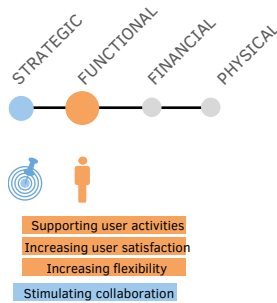 STRATEGIC
FUNCTIONAL
FINANCIAL
PHYSICAL
Supporting user activities
Increasing user satisfaction
Increasing flexibility
Stimulating collaboration